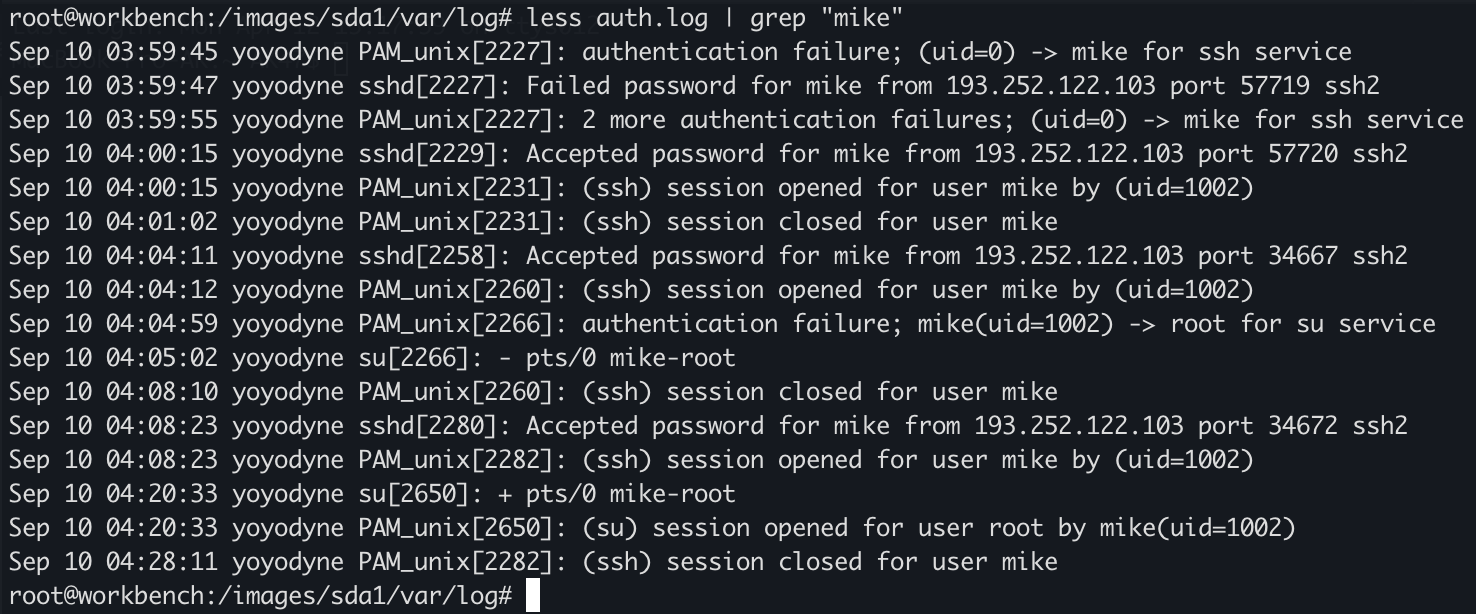 root@workbench:/images/sda1/var/log# less auth.log | grep "mike"
Sep 10 03:59:45 yoyodyne PAM_unix[2227]: authentication failure; (uid=0) -> mike for ssh service
Sep 10 03:59:47 yoyodyne sshd[2227]: Failed password for mike from 193.252.122.103 port 57719 ssh2
Sep 10 03:59:55 yoyodyne PAM_unix[2227]: 2 more authentication failures; (uid=0) -> mike for ssh service
Sep 10 04:00:15 yoyodyne sshd[2229]: Accepted password for mike from 193.252.122.103 port 57720 ssh2
Sep 10 04:00:15 yoyodyne PAM_unix[2231]: (ssh) session opened for user mike by (uid=1002)
Sep 10 04:01:02 yoyodyne PAM_unix[2231]: (ssh) session closed for user mike
Sep 10 04:04:11 yoyodyne sshd[2258]: Accepted password for mike from 193.252.122.103 port 34667 ssh2
Sep 10 04:04:12 yoyodyne PAM_unix[2260]: (ssh) session opened for user mike by (uid=1002)
Sep 10 04:04:59 yoyodyne PAM_unix[2266]: authentication failure; mike(uid=1002) -> root for su service
Sep 10 04:05:02 yoyodyne su[2266]: - pts/0 mike-root
Sep 10 04:08:10 yoyodyne PAM_unix[2260]: (ssh) session closed for user mike
Sep 10 04:08:23 yoyodyne sshd[2280]: Accepted password for mike from 193.252.122.103 port 34672 ssh2
Sep 10 04:08:23 yoyodyne PAM_unix[2282]: (ssh) session opened for user mike by (uid=1002)
Sep 10 04:20:33 yoyodyne su[2650]: + pts/0 mike-root
Sep 10 04:20:33 yoyodyne PAM_unix[2650]: (su) session opened for user root by mike(uid=1002)
Sep 10 04:28:11 yoyodyne PAM_unix[2282]: (ssh) session closed for user mike
root@workbench:/images/sda1/var/log#